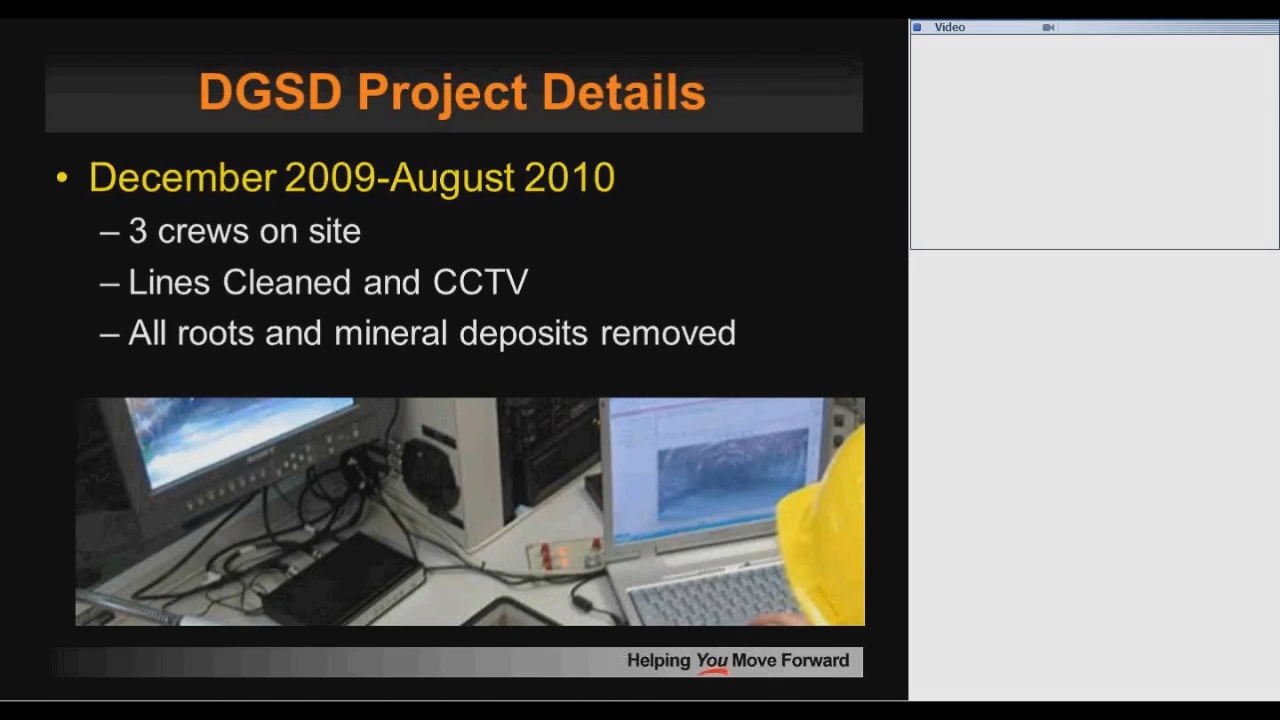 Video
DGSD Project Details
• December 2009-August 2010
– 3 crews on site
– Lines Cleaned and CCTV
– All roots and mineral deposits removed
Helping You Move Forward